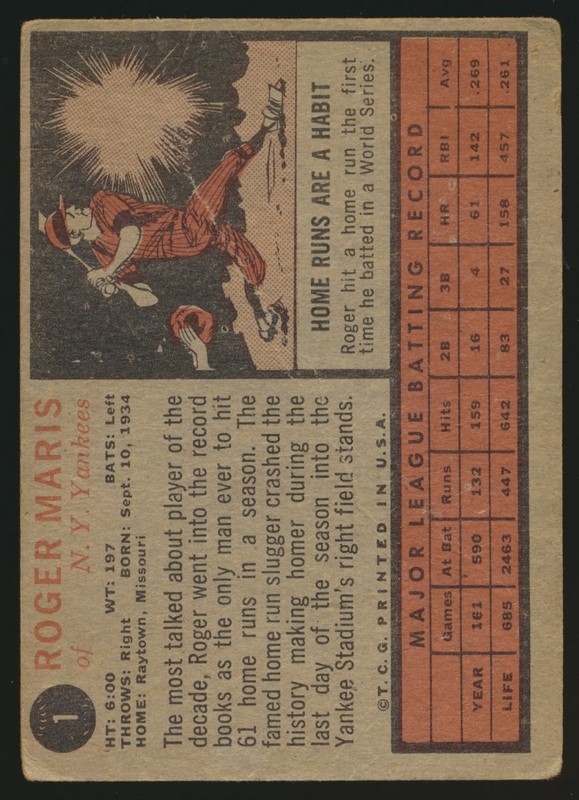 1
ROGER MARIS
of N. Y. Yankees
HT: 6:00 WT: 197 BATS: Left
THROWS: Right BORN: Sept. 10, 1934
HOME: Raytown, Missouri
The most talked about player of the
decade, Roger went into the record
books as the only man ever to hit
61 home runs in a season. The
famed home run slugger crashed the
history making homer during the
last day of the season into the
Yankee Stadium's right field stands.
©T. C. G. PRINTED IN U.S.A.
HOME RUNS ARE A HABIT
Roger hit a home run the first
time he batted in a World Series.
MAJOR LEAGUE BATTING RECORD
Games At Bat Runs Hits 2B 3B HR RBI Avg
YEAR 161 590 132 159 16 4 61 142 .269
LIFE 685 2463 447 642 83 27 158 457 .261